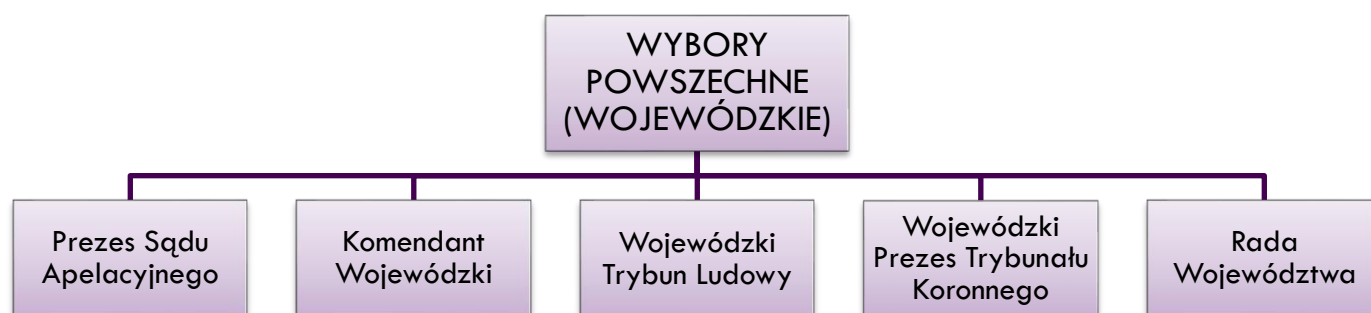 WYBORY
POWSZECHNE
(WOJEWÓDZKIE)
Prezes Sądu
Apelacyjnego
Komendant
Wojewódzki
Wojewódzki
Trybun Ludowy
Wojewódzki
Prezes Trybunału
Koronnego
Rada
Województwa